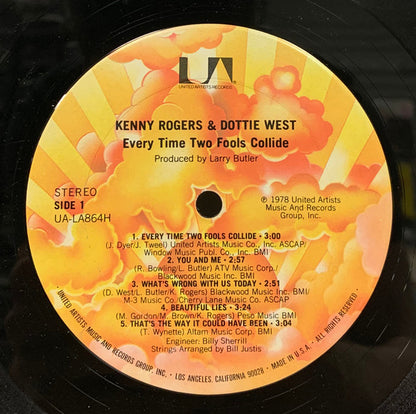 UA
UNITED ARTISTS RECORDS
KENNY ROGERS & DOTTIE WEST
Every Time Two Fools Collide
Produced by Larry Butler
STEREO
SIDE 1
UA-LA864H
℗ 1978 United Artists
Music And Records
Group, Inc.
1. EVERY TIME TWO FOOLS COLLIDE • 3:00
(J. Dyer/J. Tweel) United Artists Music Co., Inc. ASCAP/
Window Music Publ. Co., Inc. BMI
2. YOU AND ME • 2:57
(R. Bowling/L. Butler) ATV Music Corp./
Blackwood Music Inc. BMI
3. WHAT'S WRONG WITH US TODAY • 2:51
(D. West/L. Butler/K. Rogers) Blackwood Music Inc. BMI/
M-3 Music Co./Cherry Lane Music Co. ASCAP
4. BEAUTIFUL LIES • 3:24
(M. Gordon/M. Brown/K. Rogers) Peso Music BMI
5. THAT'S THE WAY IT COULD HAVE BEEN • 3:04
(T. Wynette) Altam Music Corp. BMI
Engineer: Billy Sherrill
Strings Arranged by Bill Justis
UNITED ARTISTS MUSIC AND RECORDS GROUP, INC. • LOS ANGELES, CALIFORNIA 90028 • MADE IN U.S.A. • ALL RIGHTS RESERVED.